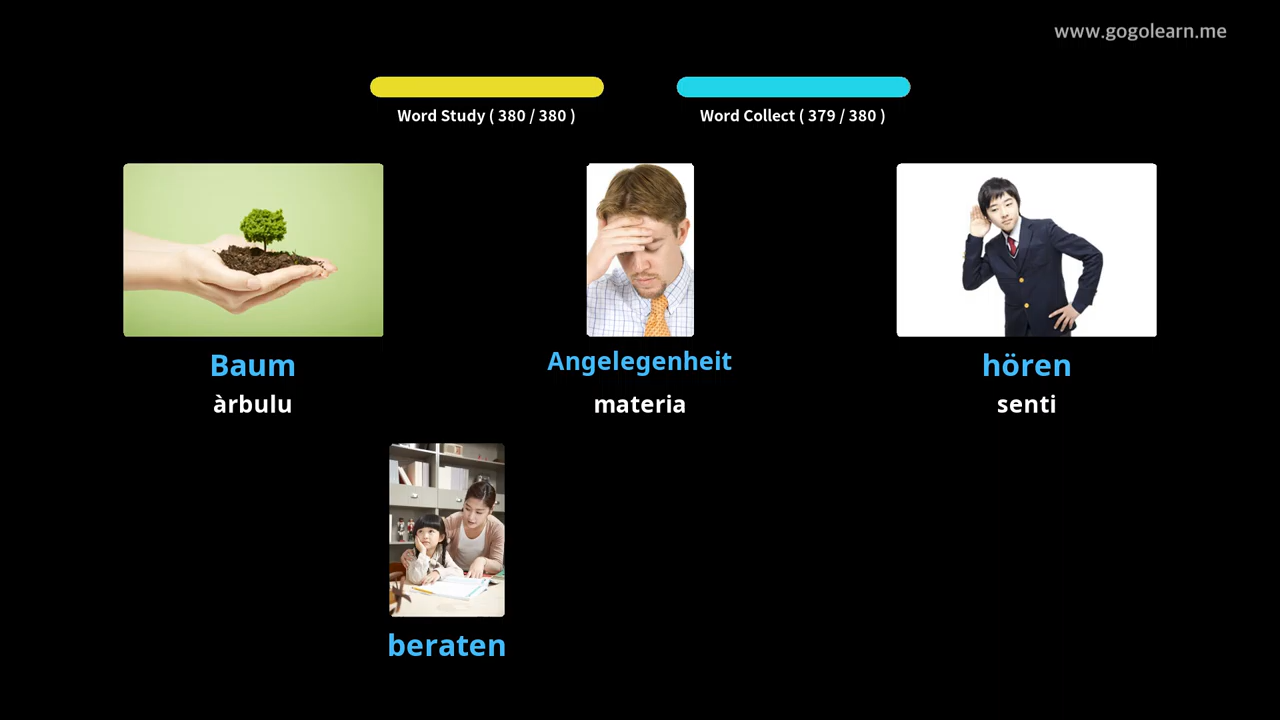 www.gogolearn.me
Word Study ( 380 / 380 )
Word Collect ( 379 / 380 )
Baum
àrbulu
Angelegenheit
materia
hören
senti
beraten